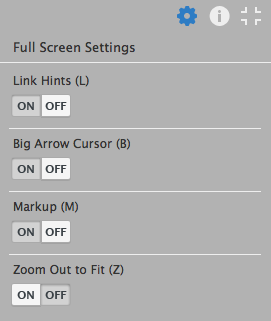 Full Screen Settings
Link Hints (L)
ON OFF
Big Arrow Cursor (B)
ON OFF
Markup (M)
ON OFF
Zoom Out to Fit (Z)
ON OFF